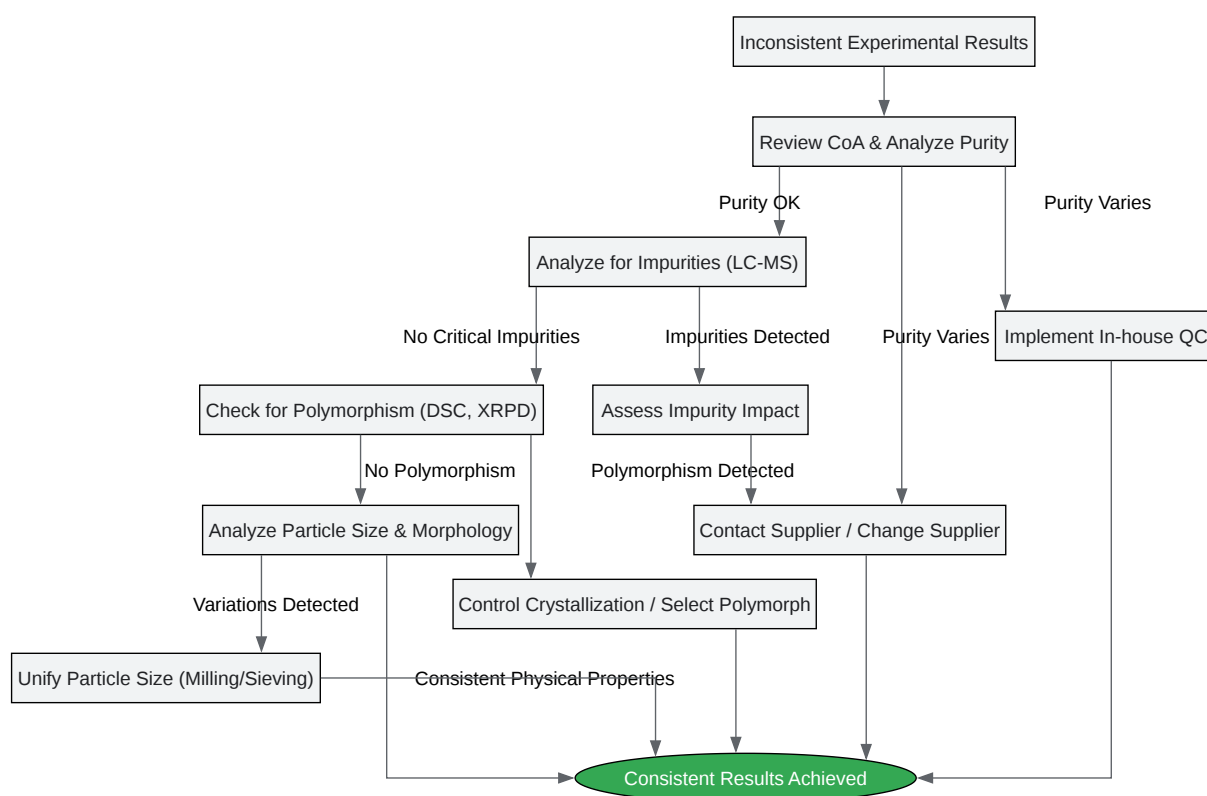 Inconsistent Experimental Results
Review CoA & Analyze Purity
Purity OK
Purity Varies
Analyze for Impurities (LC-MS)
No Critical Impurities
Impurities Detected
Purity Varies
Implement In-house QC
Check for Polymorphism (DSC, XRPD)
Assess Impurity Impact
No Polymorphism
Polymorphism Detected
Analyze Particle Size & Morphology
Contact Supplier / Change Supplier
Variations Detected
Control Crystallization / Select Polymorph
Unify Particle Size (Milling/Sieving)
Consistent Physical Properties
Consistent Results Achieved